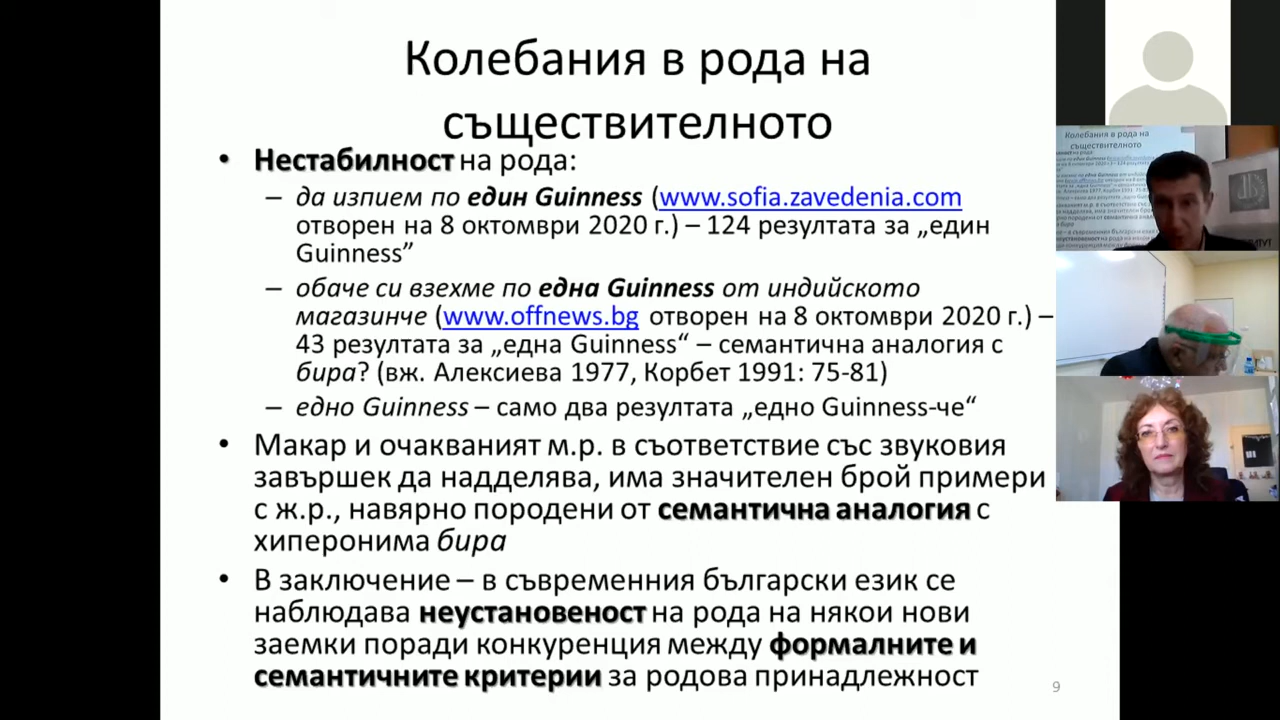 Колебания в рода на
съществителното
• Нестабилност на рода:
– да изпием по един Guinness (www.sofia.zavedenia.com
отворен на 8 октомври 2020 г.) – 124 резултата за „един
Guinness”
– обаче си взехме по една Guinness от индийското
магазинче (www.offnews.bg отворен на 8 октомври 2020 г.) –
43 резултата за „една Guinness“ – семантична аналогия с
бира? (вж. Алексиева 1977, Корбет 1991: 75-81)
– едно Guinness – само два резултата „едно Guinness-че“
• Макар и очакваният м.р. в съответствие със звуковия
завършек да надделява, има значителен брой примери
с ж.р., навярно породени от семантична аналогия с
хиперонима бира
• В заключение – в съвременния български език се
наблюдава неустановеност на рода на някои нови
заемки поради конкуренция между формалните и
семантичните критерии за родова принадлежност
9
Колебания в рода на
съществителното